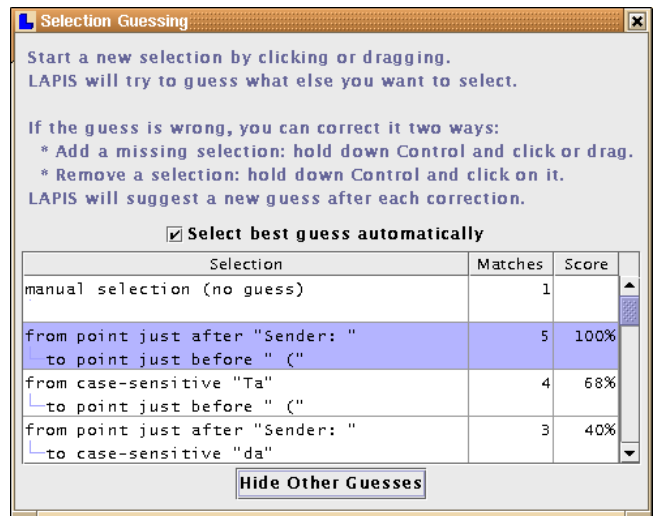 Selection Guessing
Start a new selection by clicking or dragging.
LAPIS will try to guess what else you want to select.
If the guess is wrong, you can correct it two ways:
* Add a missing selection: hold down Control and click or drag.
* Remove a selection: hold down Control and click on it.
LAPIS will suggest a new guess after each correction.
Select best guess automatically
Selection Matches Score
manual selection (no guess) 1
from point just after "Sender: " 5 100%
to point just before " ("
from case-sensitive "Ta" 4 68%
to point just before " ("
from point just after "Sender: " 3 40%
to case-sensitive "da"
Hide Other Guesses